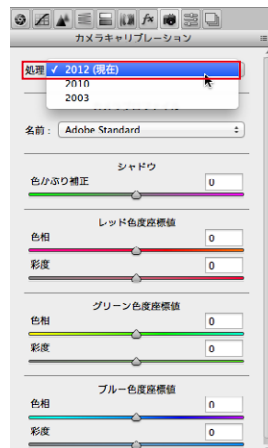 fx
カメラキャリブレーション
処理 ✓ 2012 (現在)
2010
2003
名前： Adobe Standard
シャドウ
色かぶり補正 0
レッド色度座標値
色相 0
彩度 0
グリーン色度座標値
色相 0
彩度 0
ブルー色度座標値
色相 0
彩度 0